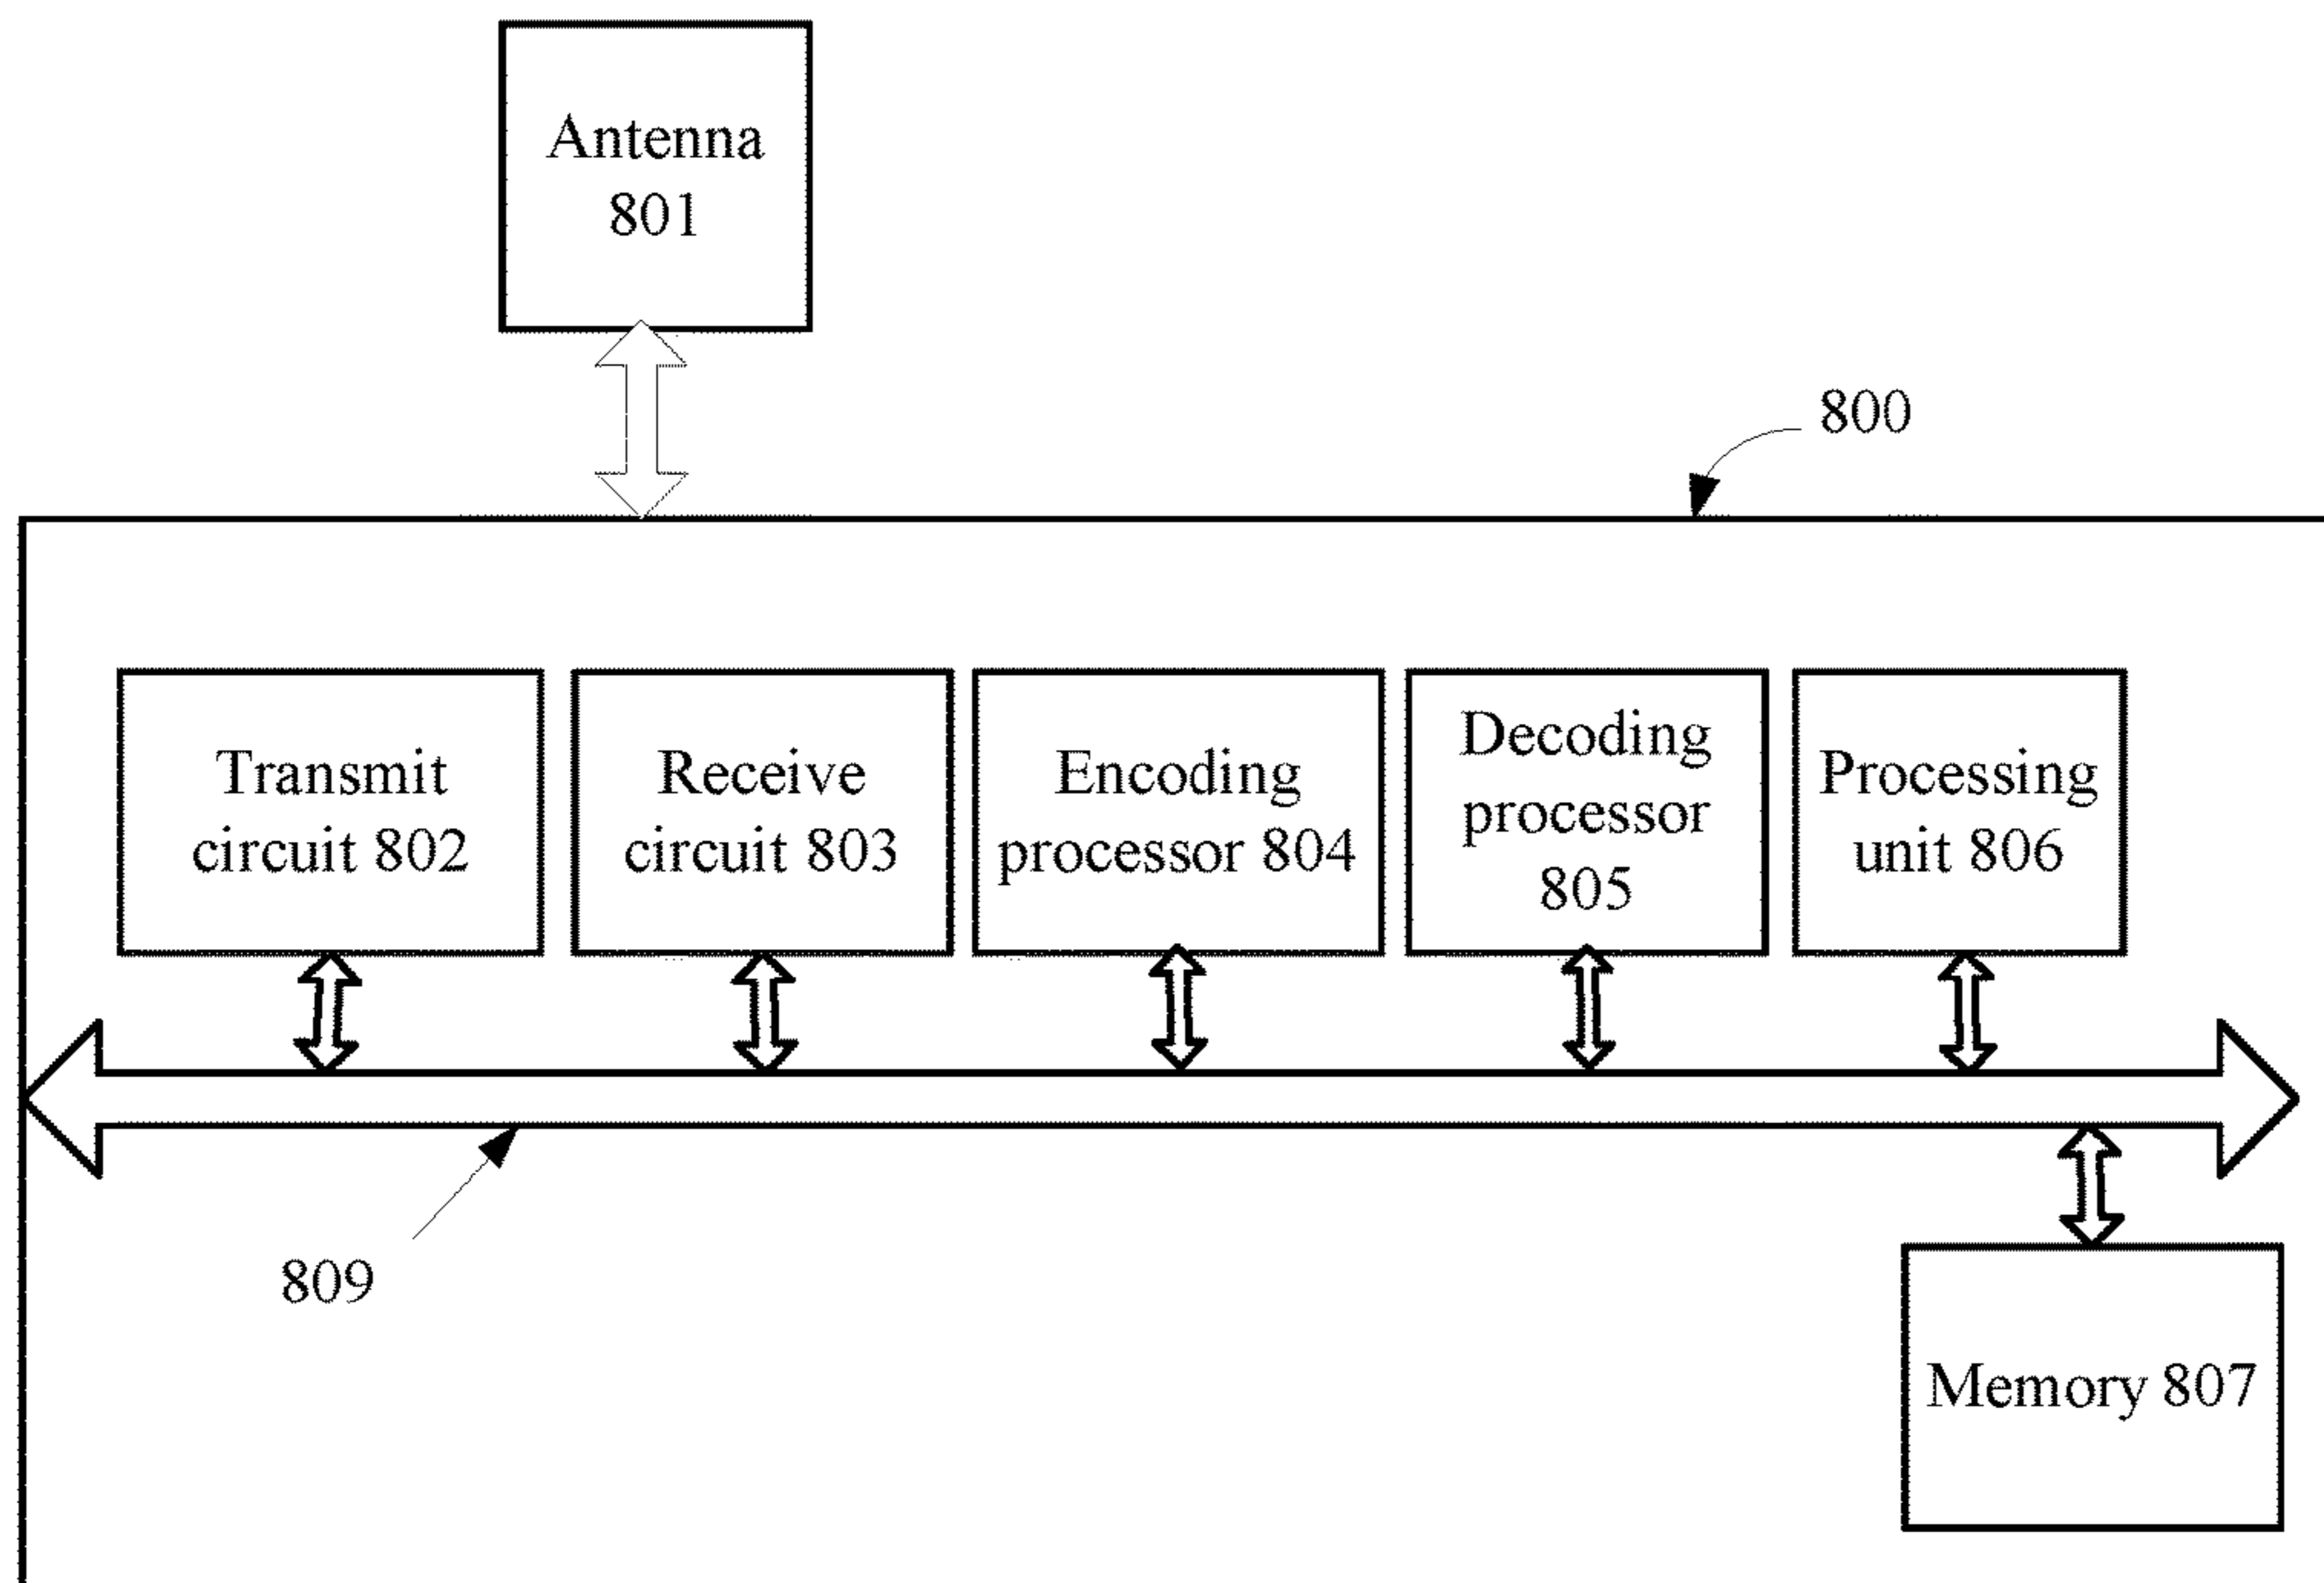 Antenna
801
800
Transmit
circuit 802
Receive
circuit 803
Encoding
processor 804
Decoding
processor
805
Processing
unit 806
809
Memory 807